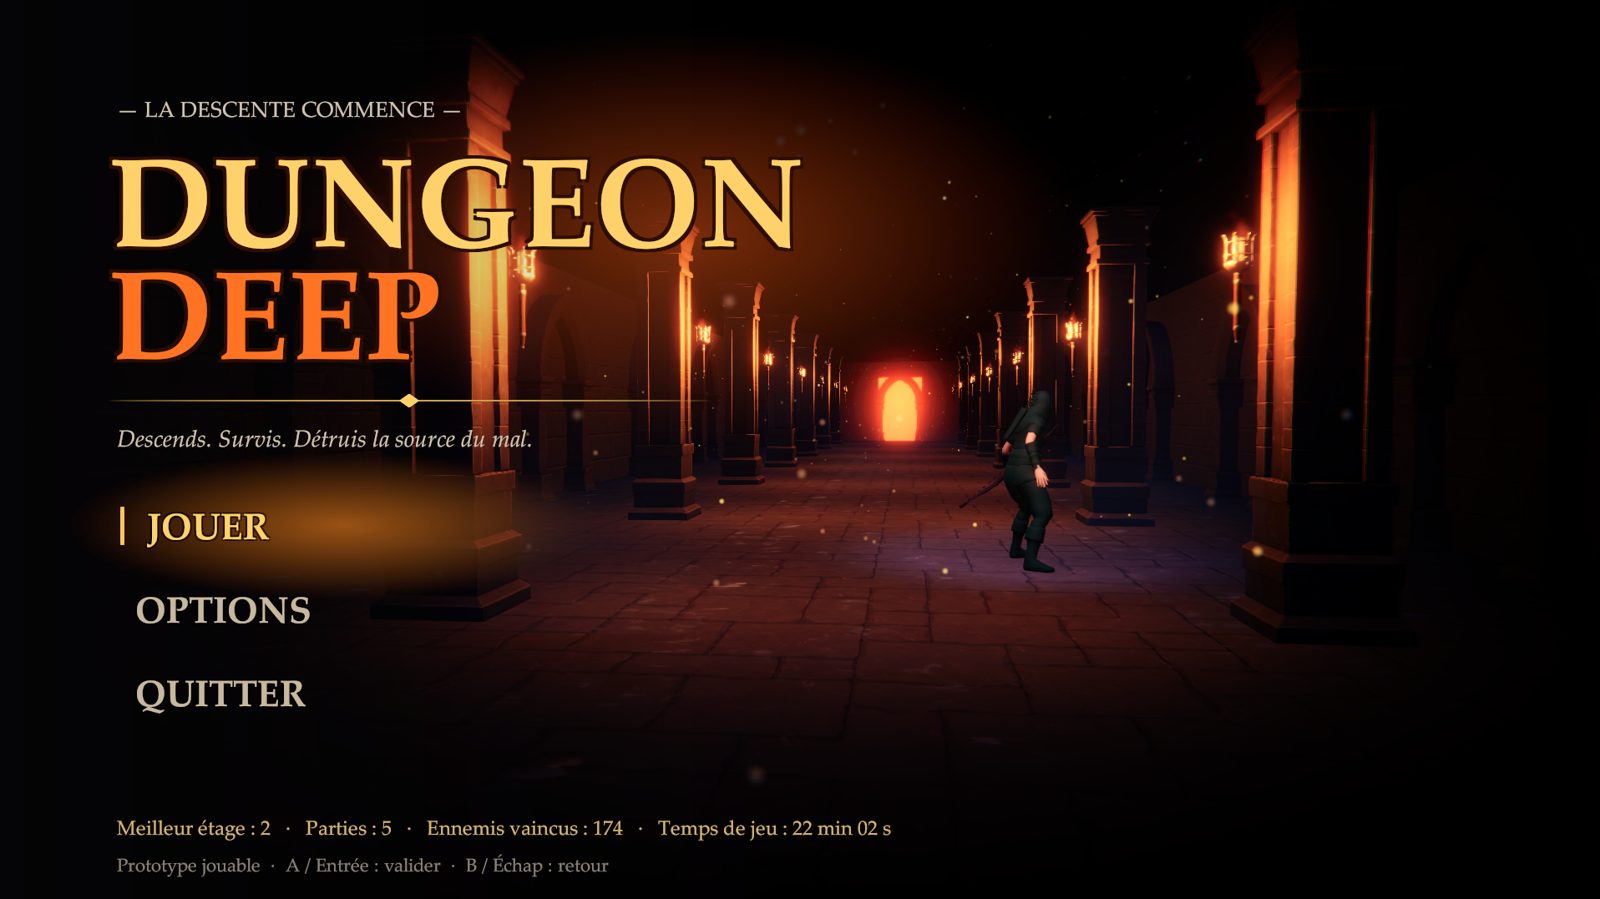 — LA DESCENTE COMMENCE —
DUNGEON
DEEP
Descends. Survis. Détruis la source du mal.
JOUER
OPTIONS
QUITTER
Meilleur étage : 2 · Parties : 5 · Ennemis vaincus : 174 · Temps de jeu : 22 min 02 s
Prototype jouable · A / Entrée : valider · B / Échap : retour